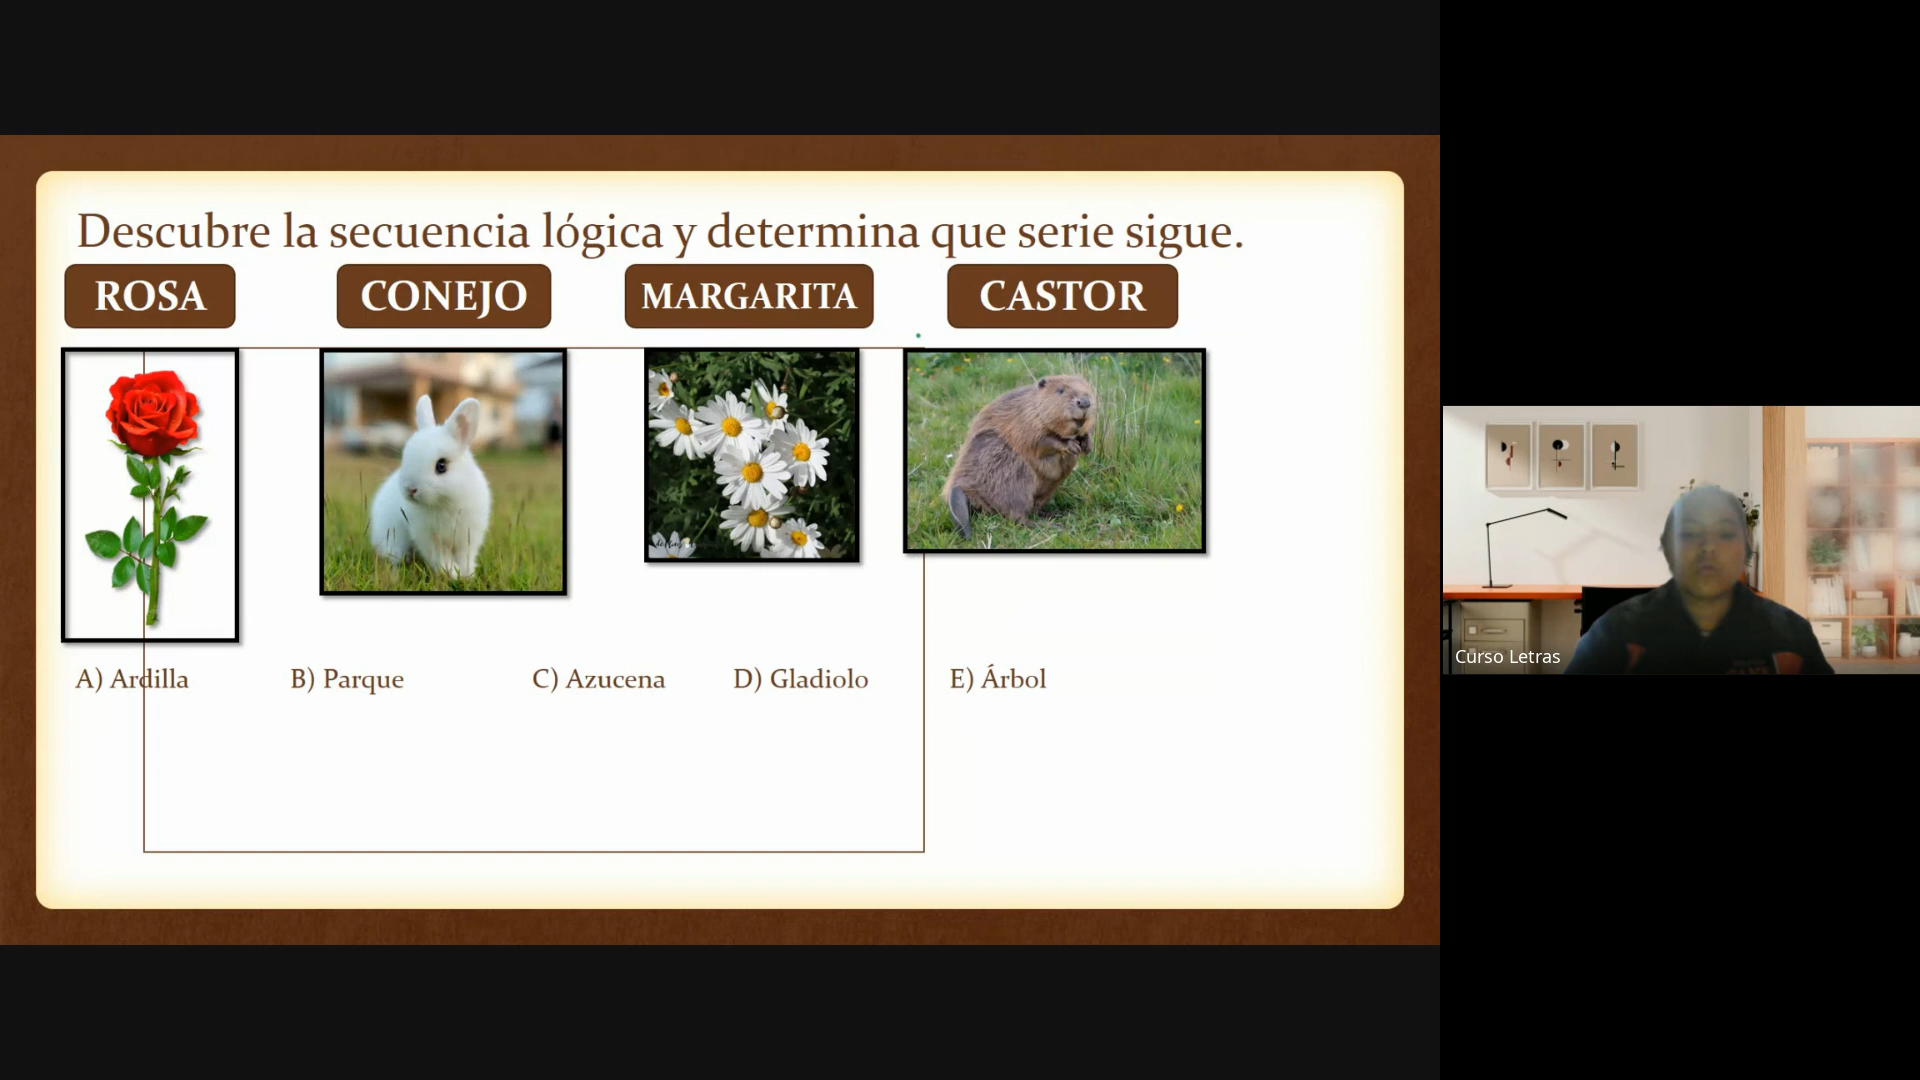 Descubre la secuencia lógica y determina que serie sigue.
ROSA CONEJO MARGARITA CASTOR
A) Ardilla B) Parque C) Azucena D) Gladiolo E) Árbol
Curso Letras